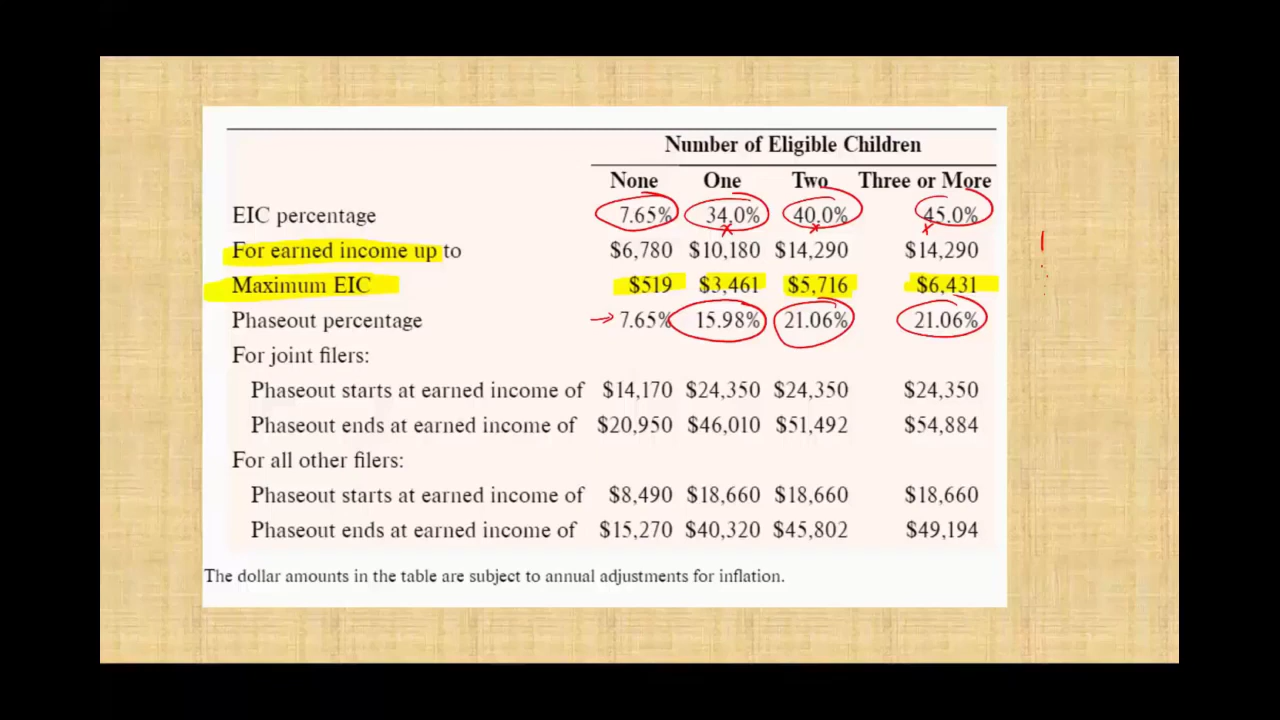 Number of Eligible Children
None One Two Three or More
EIC percentage 7.65% 34.0% 40.0% 45.0%
For earned income up to $6,780 $10,180 $14,290 $14,290
Maximum EIC $519 $3,461 $5,716 $6,431
Phaseout percentage 7.65% 15.98% 21.06% 21.06%
For joint filers:
Phaseout starts at earned income of $14,170 $24,350 $24,350 $24,350
Phaseout ends at earned income of $20,950 $46,010 $51,492 $54,884
For all other filers:
Phaseout starts at earned income of $8,490 $18,660 $18,660 $18,660
Phaseout ends at earned income of $15,270 $40,320 $45,802 $49,194
The dollar amounts in the table are subject to annual adjustments for inflation.